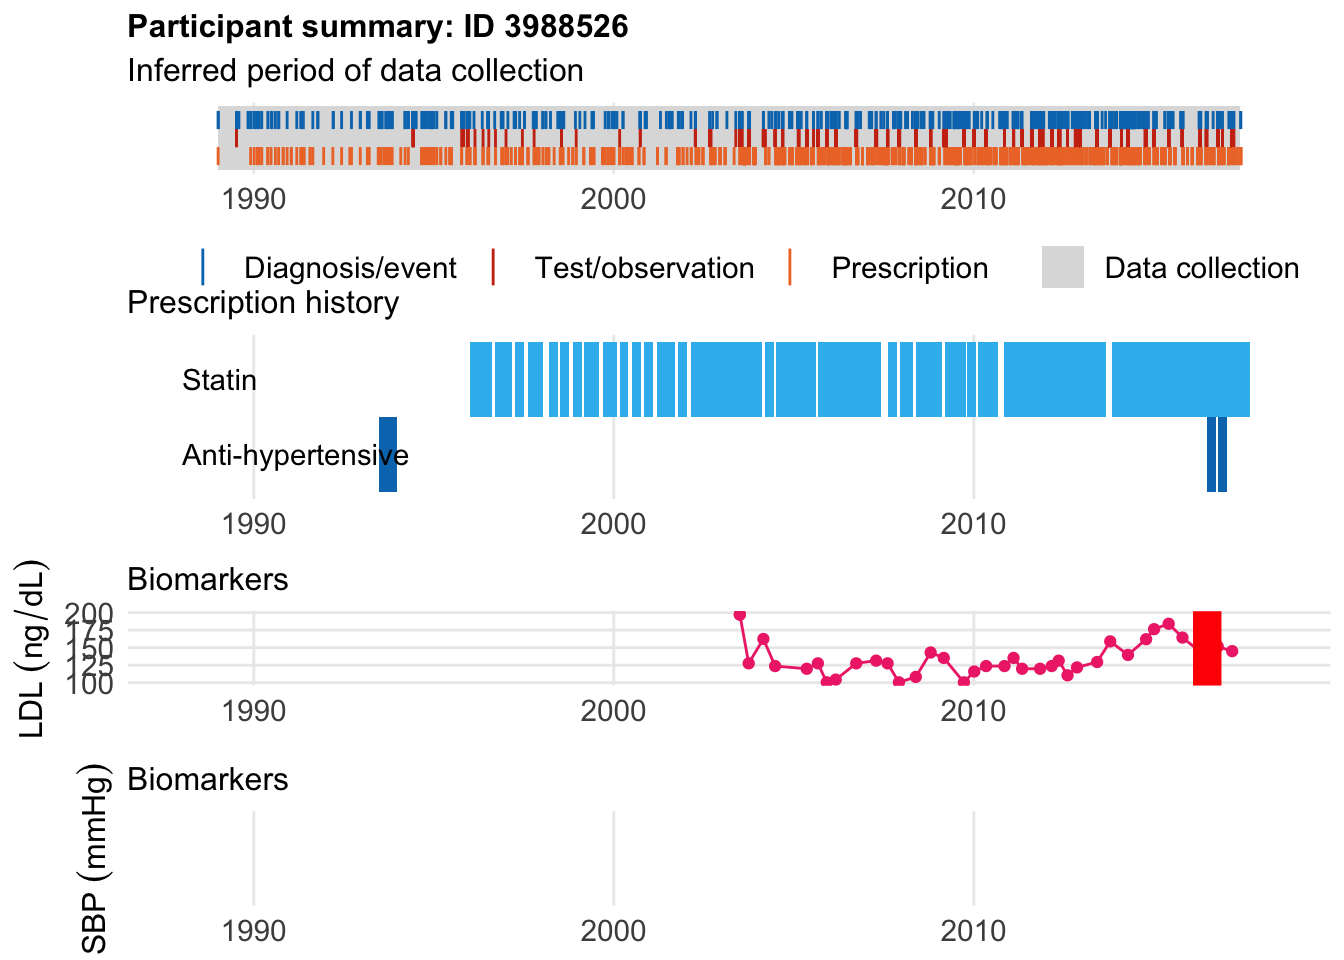 Participant summary: ID 3988526
Inferred period of data collection
1990 2000 2010
Diagnosis/event Test/observation Prescription Data collection
Prescription history
Statin
Anti-hypertensive
1990 2000 2010
Biomarkers
LDL (ng/dL)
200
175
150
125
100
1990 2000 2010
Biomarkers
SBP (mmHg)
1990 2000 2010